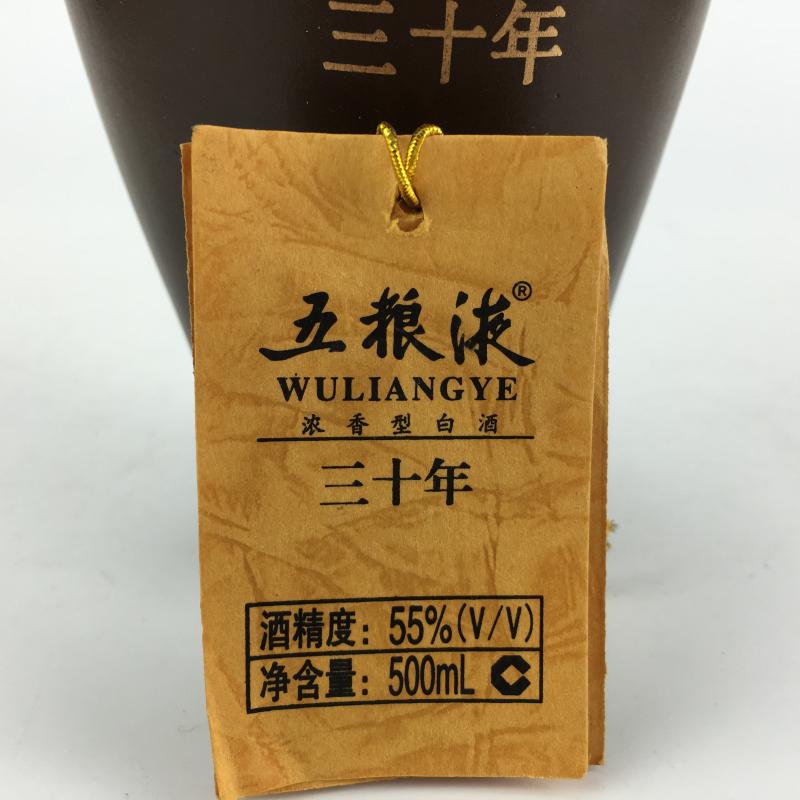 三十年
五粮液®
WULIANGYE
浓香型白酒
三十年
酒精度：55%(V/V)
净含量：500mL